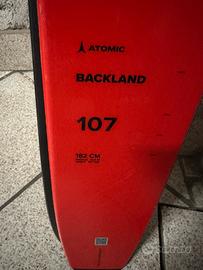 ATOMIC
BACKLAND
107
182 CM